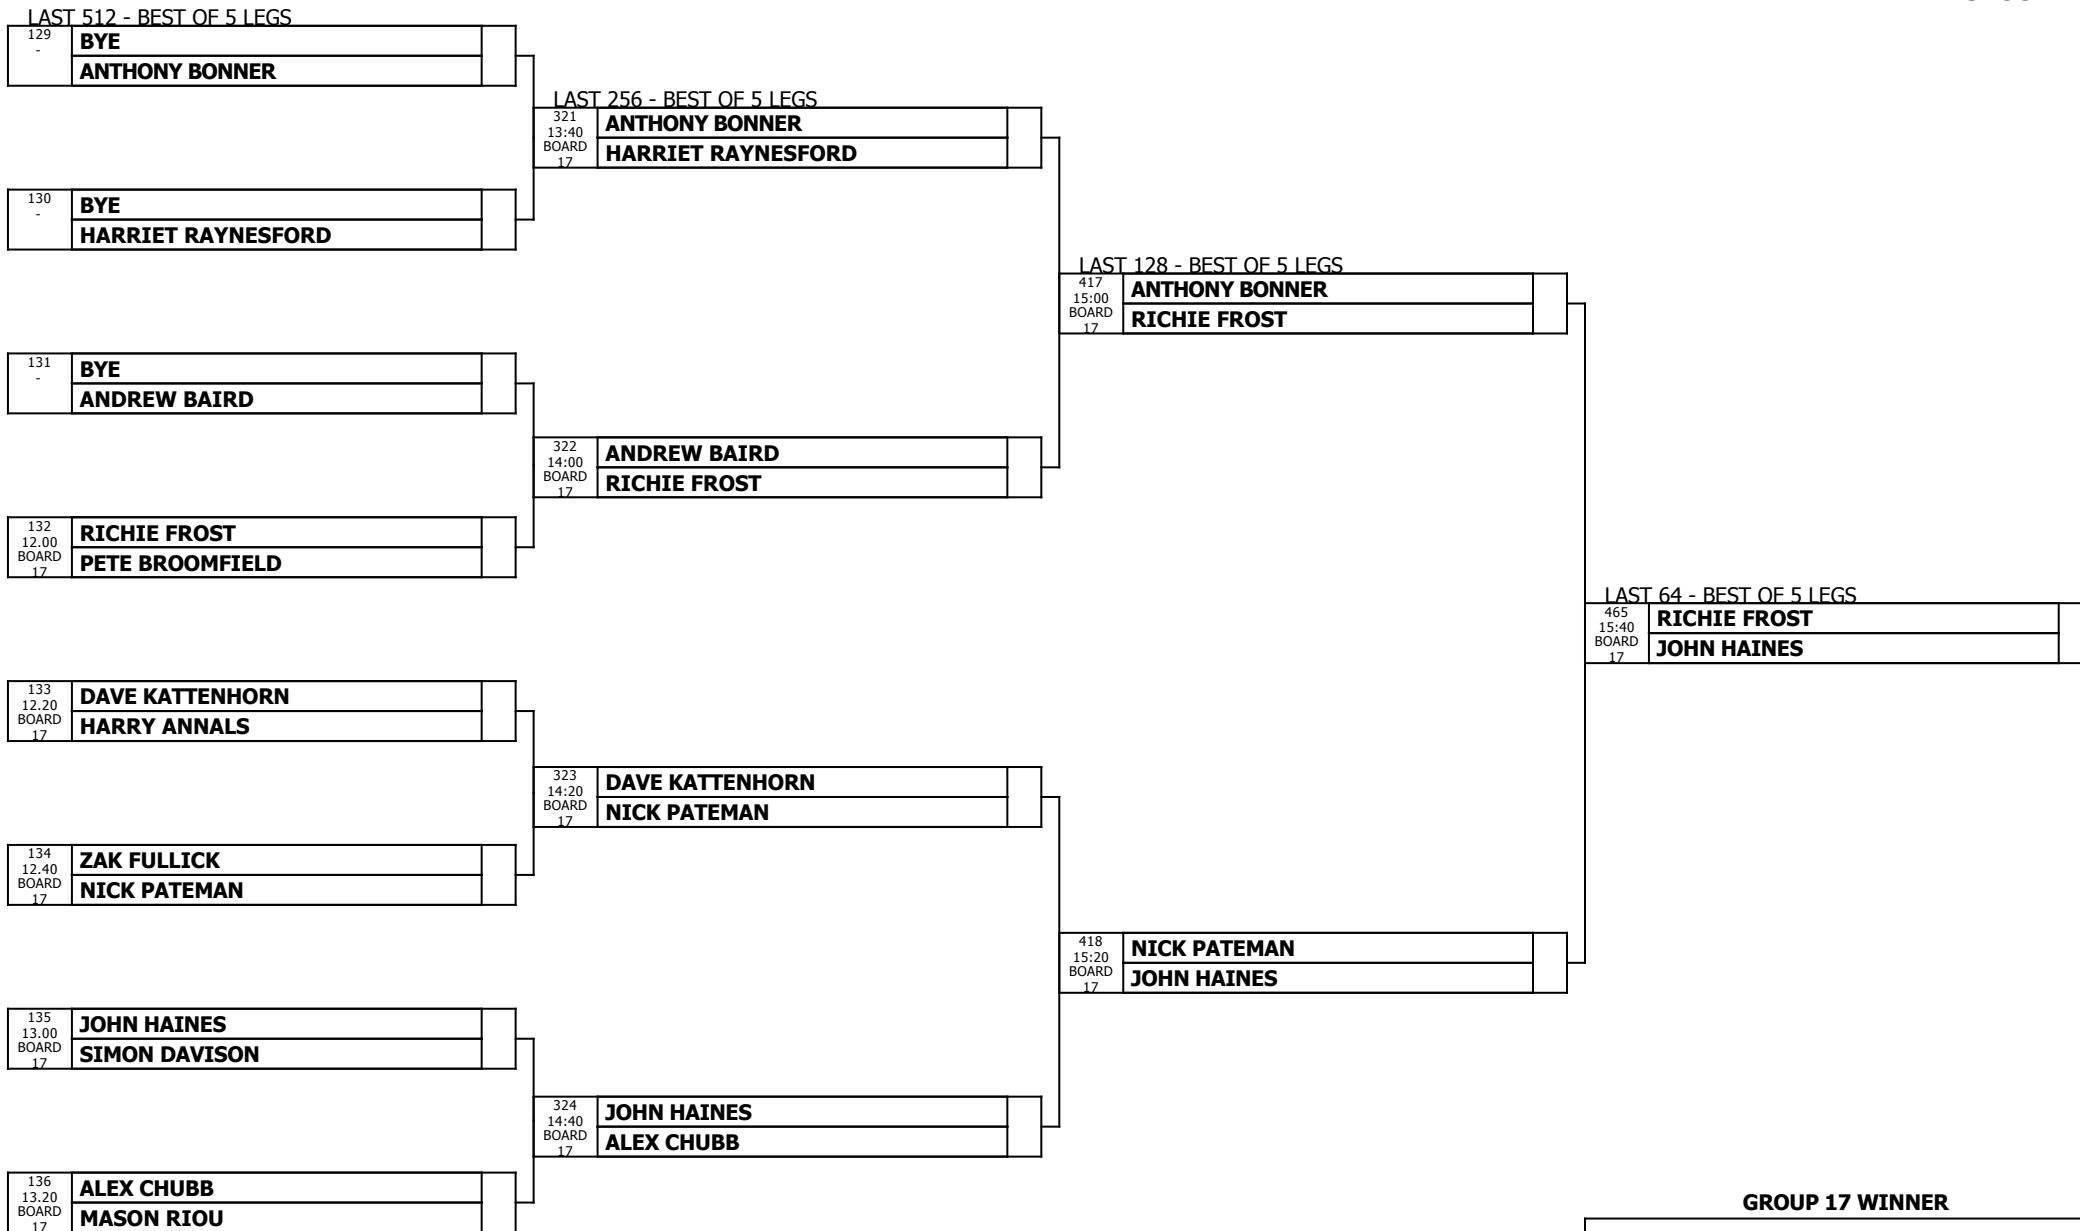 LAST 512 - BEST OF 5 LEGS
129
-
BYE
ANTHONY BONNER
130
-
BYE
HARRIET RAYNESFORD
131
-
BYE
ANDREW BAIRD
132
12.00
BOARD
17
RICHIE FROST
PETE BROOMFIELD
133
12.20
BOARD
17
DAVE KATTENHORN
HARRY ANNALS
134
12.40
BOARD
17
ZAK FULLICK
NICK PATEMAN
135
13.00
BOARD
17
JOHN HAINES
SIMON DAVISON
136
13.20
BOARD
17
ALEX CHUBB
MASON RIOU
LAST 256 - BEST OF 5 LEGS
321
13:40
BOARD
17
ANTHONY BONNER
HARRIET RAYNESFORD
322
14:00
BOARD
17
ANDREW BAIRD
RICHIE FROST
323
14:20
BOARD
17
DAVE KATTENHORN
NICK PATEMAN
324
14:40
BOARD
17
JOHN HAINES
ALEX CHUBB
LAST 128 - BEST OF 5 LEGS
417
15:00
BOARD
17
ANTHONY BONNER
RICHIE FROST
418
15:20
BOARD
17
NICK PATEMAN
JOHN HAINES
LAST 64 - BEST OF 5 LEGS
465
15:40
BOARD
17
RICHIE FROST
JOHN HAINES
GROUP 17 WINNER